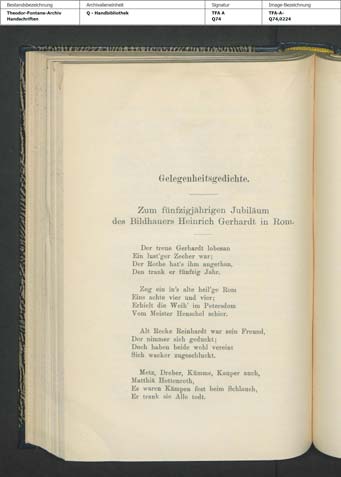 Bestandsbezeichnung
Archivalieneinheit
Signatur
Image-Bezeichnung
Theodor-Fontane-Archiv
Handschriften
Q - Handbibliothek
TFA A
Q74
TFA-A-
Q74,0224
Gelegenheitsgedichte.
Zum fünfzigjährigen Jubiläum
des Bildhauers Heinrich Gerhardt in Rom.
Der treue Gerhardt lobesan
Ein lust'ger Zecher war;
Der Rothe hat's ihm angethan,
Den trank er fünfzig Jahr.
Zog ein in's alte heil'ge Rom
Eins achte vier und vier;
Erhielt die Weih' im Petersdom
Vom Meister Henschel schier.
Alt Recke Reinhardt war sein Freund,
Der nimmer sich geduckt;
Doch haben beide wohl vereint
Sich wacker zugeschluckt.
Metz, Dreher, Kümme, Kauper auch,
Matthiä Hottenroth,
Es waren Kämpen fest beim Schlauch,
Er trank sie Alle todt.